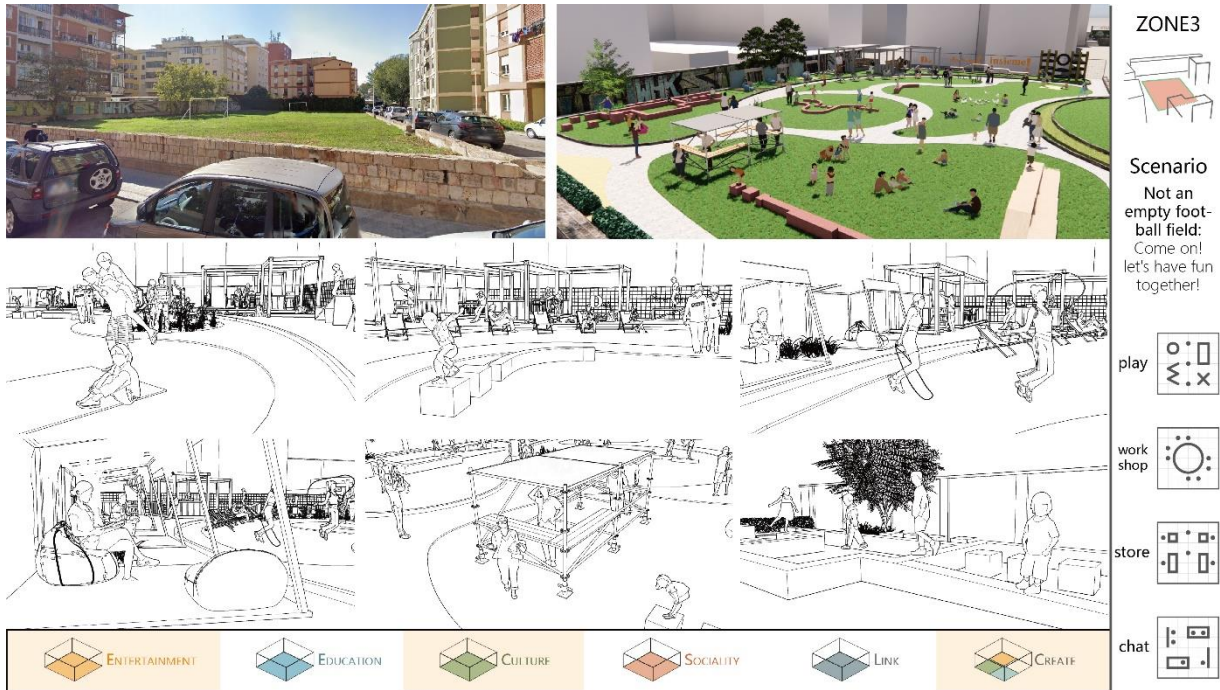 ZONE3
Scenario
Not an
empty foot-
ball field:
Come on!
let's have fun
together!
play
work
shop
store
chat
ENTERTAINMENT
EDUCATION
CULTURE
SOCIALITY
LINK
CREATE